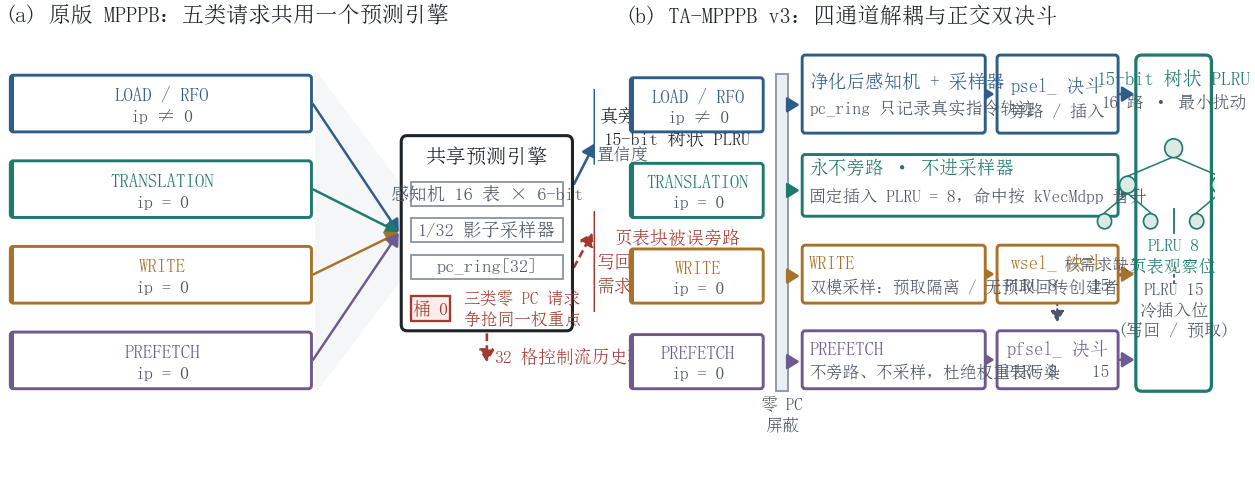 (a) 原版 MPPPB: 五类请求共用一个预测引擎
LOAD / RFO
ip ≠ 0
TRANSLATION
ip = 0
WRITE
ip = 0
PREFETCH
ip = 0
共享预测引擎
感知机 16 表 × 6-bit
1/32 影子采样器
pc_ring[32]
桶 0
三类零 PC 请求
争抢同一权重点
32 格控制流历史
真旁
15-bit 树状 PLRU
置信度
页表块被误旁路
写回
需求
(b) TA-MPPPB v3: 四通道解耦与正交双决斗
LOAD / RFO
ip ≠ 0
TRANSLATION
ip = 0
WRITE
ip = 0
PREFETCH
ip = 0
零 PC
屏蔽
净化后感知机 + 采样器
pc_ring 只记录真实指令轨迹
psel_ 决斗
旁路 / 插入
永不旁路 • 不进采样器
固定插入 PLRU = 8, 命中按 kVecMdpp 晋升
WRITE
双模采样: 预取隔离 / 无预取回传创建者
wsel_ 决斗
PREFETCH
不旁路、不采样, 杜绝权重表污染
pfsel_ 决斗
15
15-bit 树状 PLRU
16 路 • 最小扰动
PLRU 8
页表观察位
PLRU 15
冷插入位
(写回 / 预取)